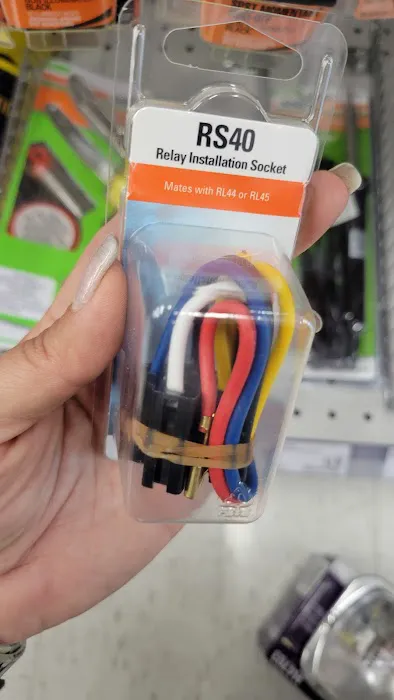 RS40
Relay Installation Socket
Mates with RL44 or RL45